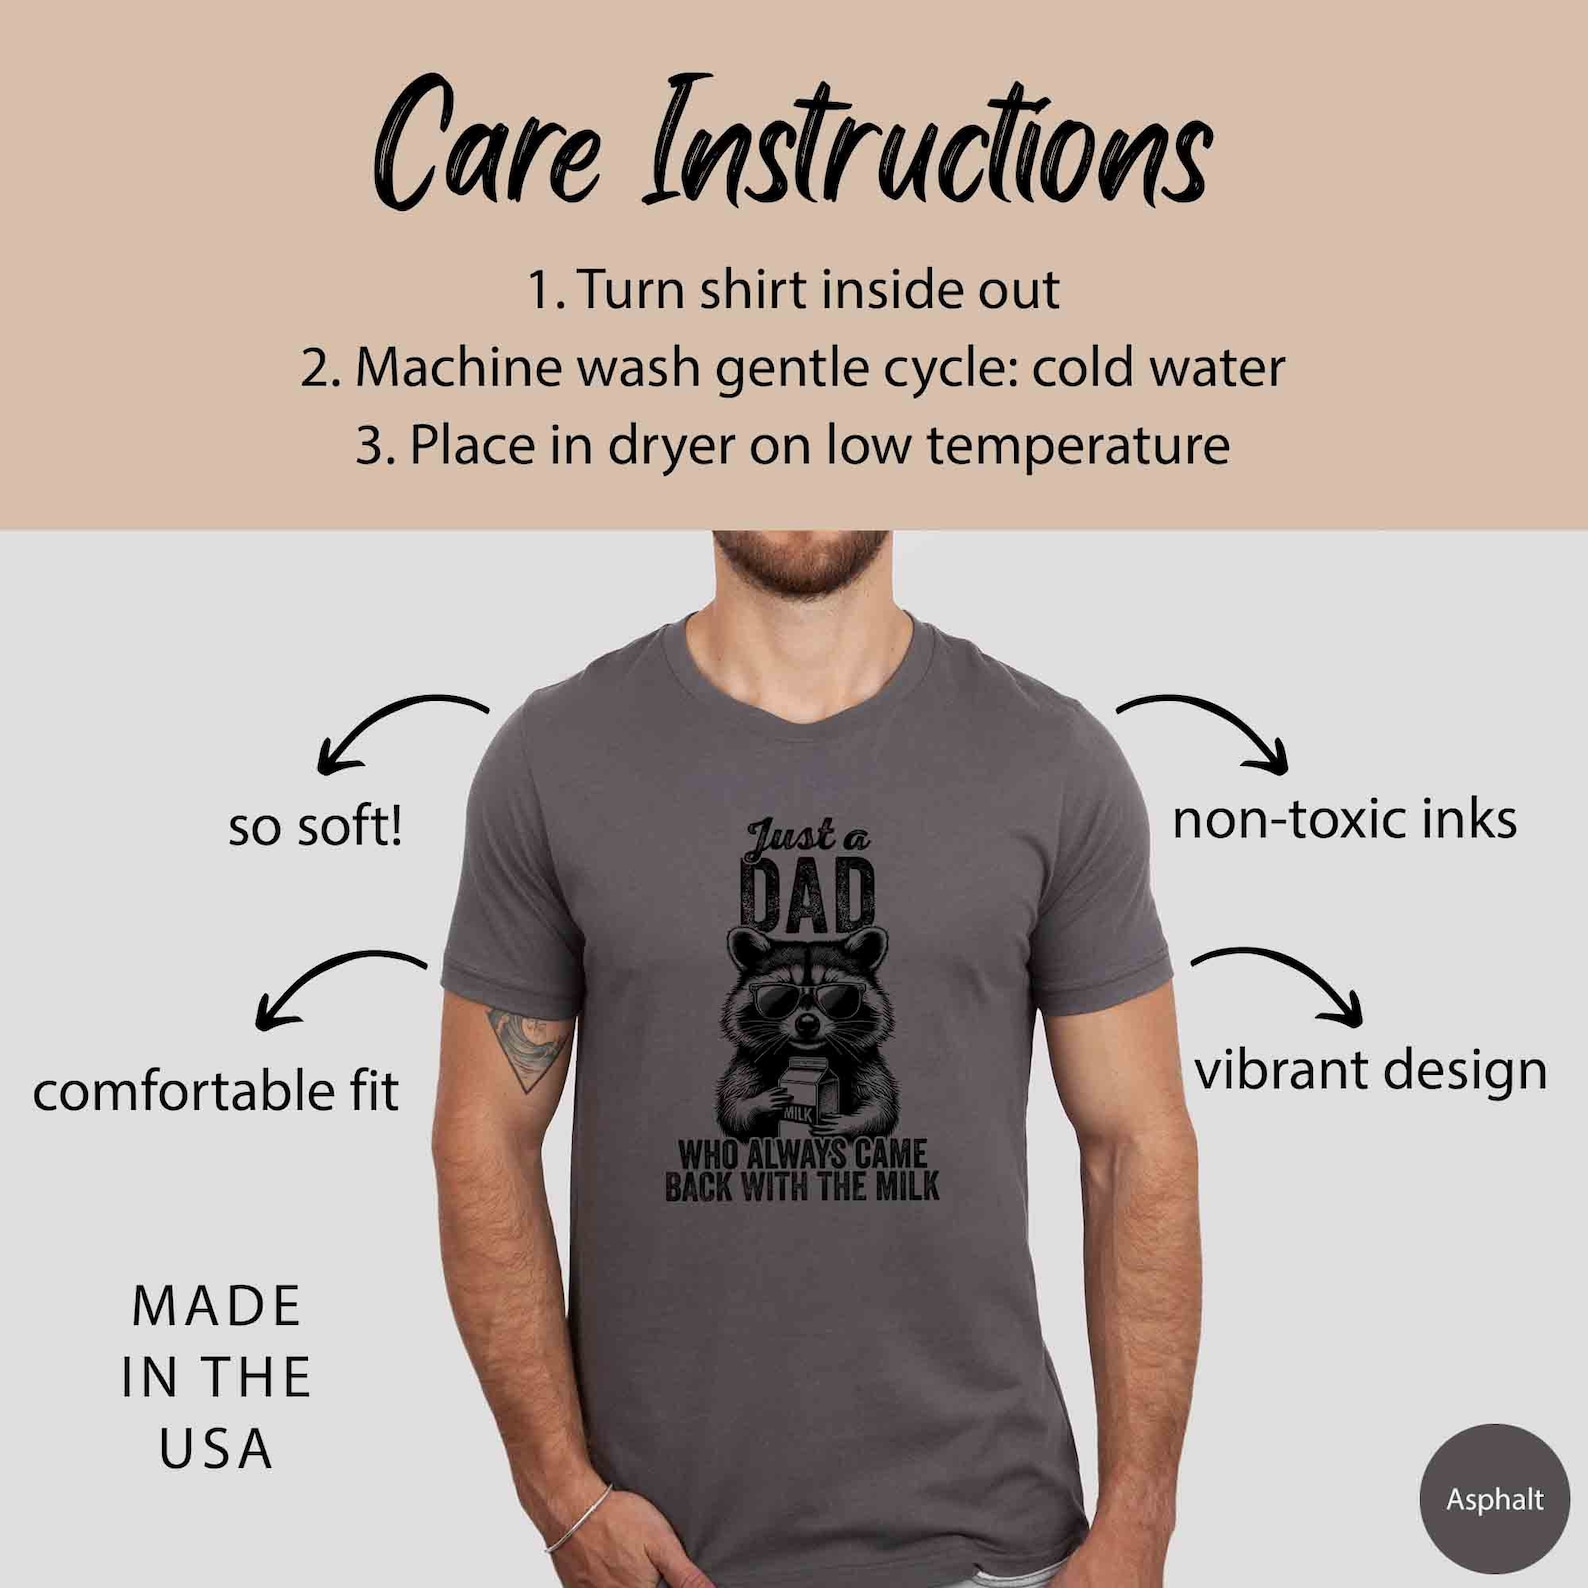 Care Instructions
1. Turn shirt inside out
2. Machine wash gentle cycle: cold water
3. Place in dryer on low temperature
so soft!
non-toxic inks
comfortable fit
vibrant design
Just a
DAD
MILK
WHO ALWAYS CAME
BACK WITH THE MILK
MADE
IN THE
USA
Asphalt